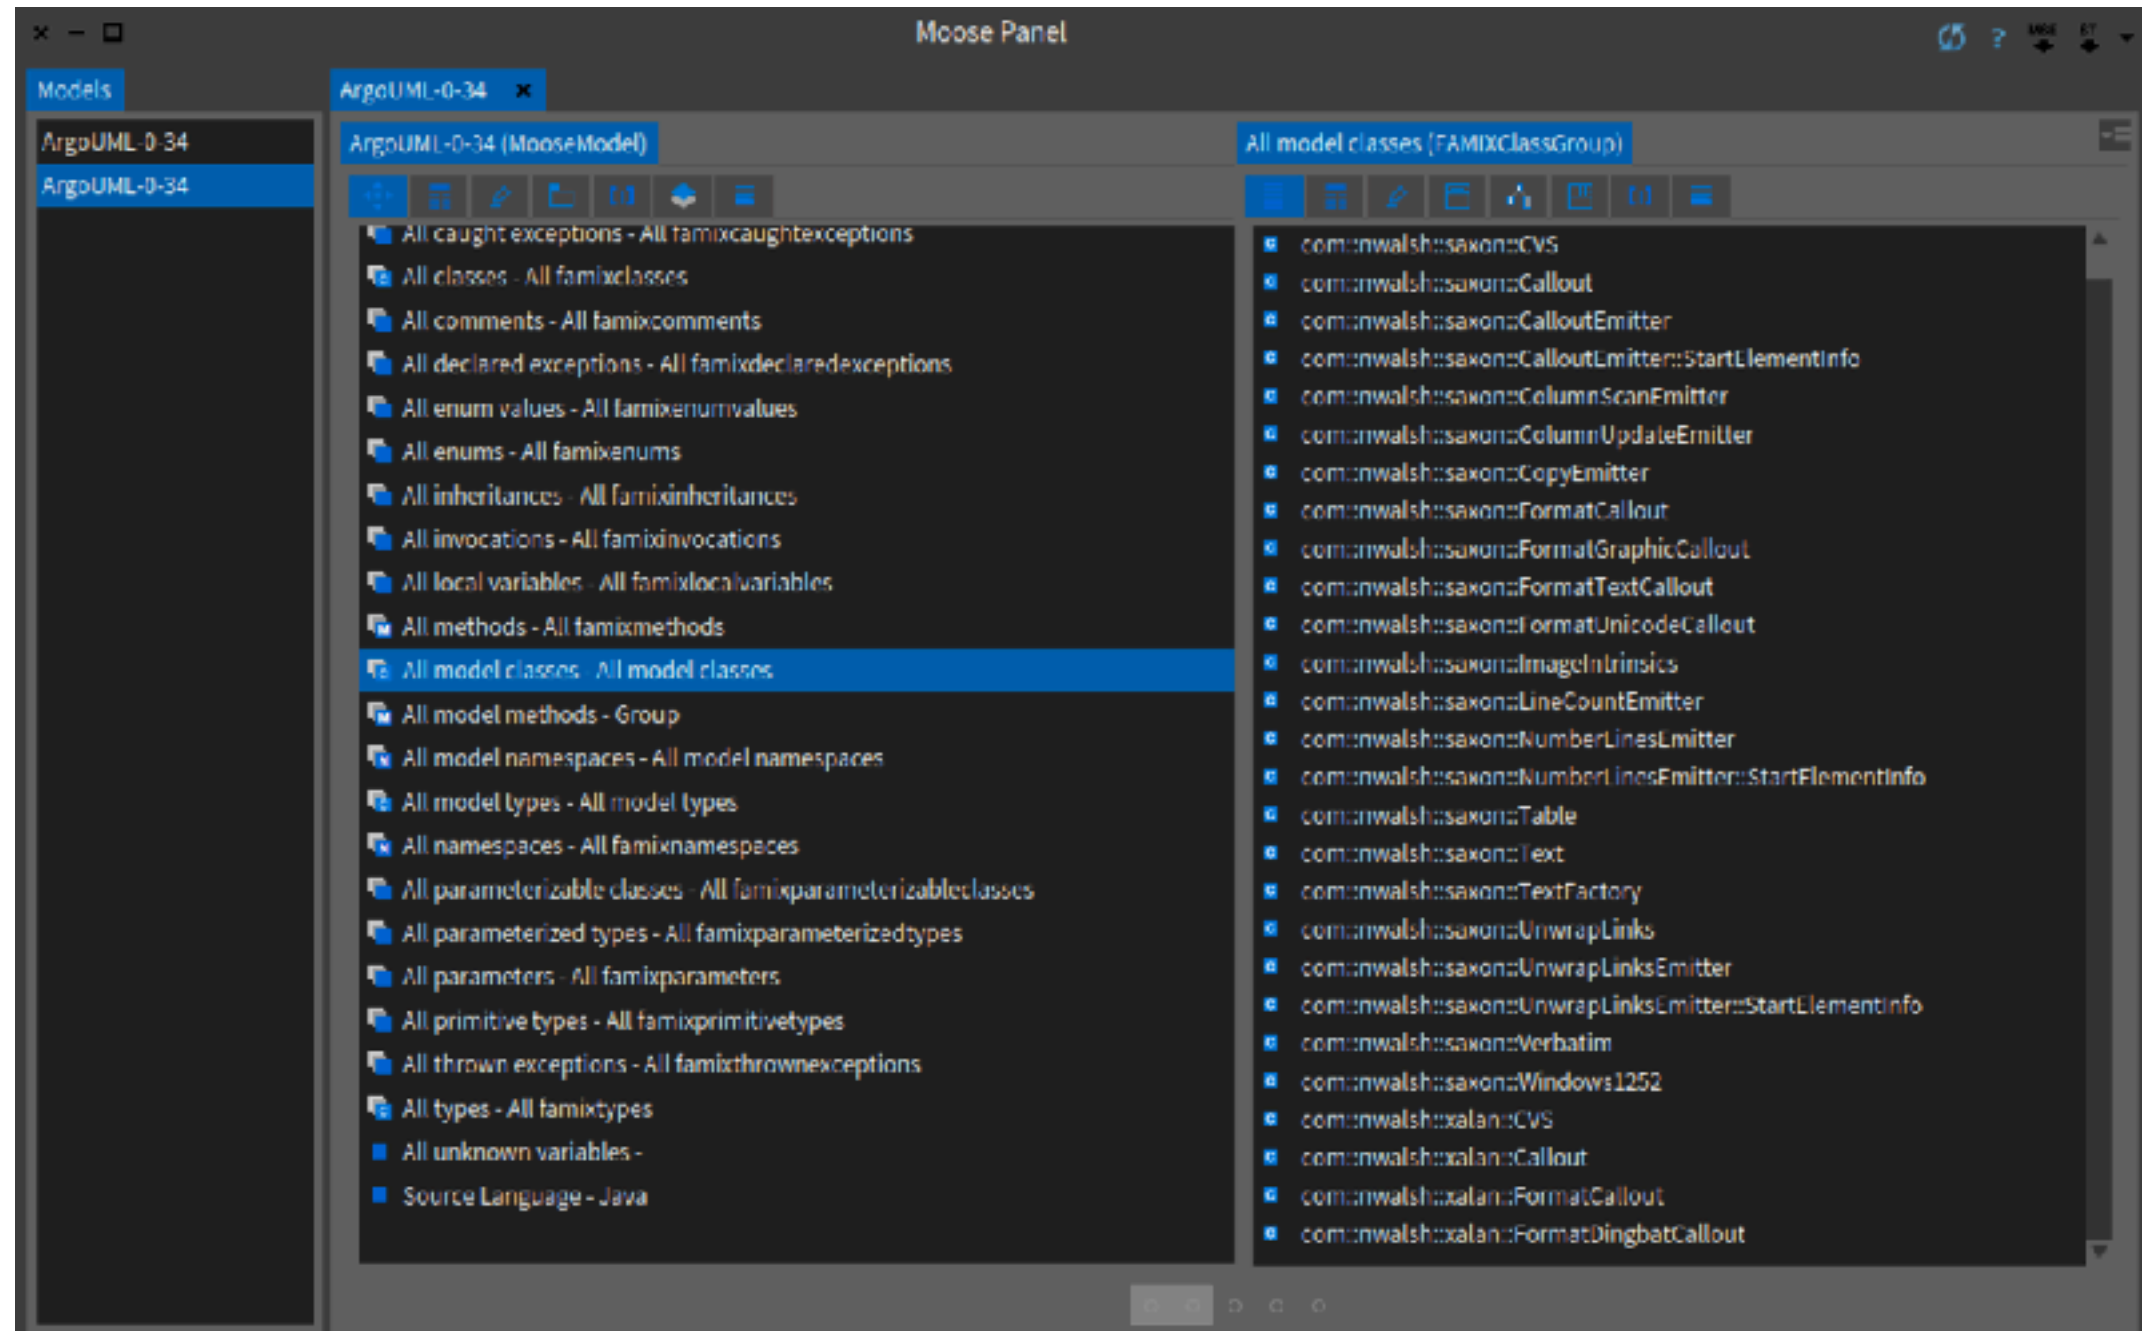 Moose Panel
?
MSE
ST
Models
ArgoUML-0-34
ArgoUML-0-34
ArgoUML-0-34
ArgoUML-0-34 (MooseModel)
All caught exceptions - All famixcaughtexceptions
All classes - All famixclasses
All comments - All famixcomments
All declared exceptions - All famixdeclaredexceptions
All enum values - All famixenumvalues
All enums - All famixenums
All inheritances - All famixinheritances
All invocations - All famixinvocations
All local variables - All famixlocalvariables
All methods - All famixmethods
All model classes - All model classes
All model methods - Group
All model namespaces - All model namespaces
All model types - All model types
All namespaces - All famixnamespaces
All parameterizable classes - All famixparameterizableclasses
All parameterized types - All famixparameterizedtypes
All parameters - All famixparameters
All primitive types - All famixprimitivetypes
All thrown exceptions - All famixthrownexceptions
All types - All famixtypes
All unknown variables -
Source Language - Java
All model classes (FAMIXClassGroup)
com::nwalsh::saxon::CVS
com::nwalsh::saxon::Callout
com::nwalsh::saxon::CalloutEmitter
com::nwalsh::saxon::CalloutEmitter::StartElementInfo
com::nwalsh::saxon::ColumnScanEmitter
com::nwalsh::saxon::ColumnUpdateEmitter
com::nwalsh::saxon::CopyEmitter
com::nwalsh::saxon::FormatCallout
com::nwalsh::saxon::FormatGraphicCallout
com::nwalsh::saxon::FormatTextCallout
com::nwalsh::saxon::FormatUnicodeCallout
com::nwalsh::saxon::ImageIntrinsics
com::nwalsh::saxon::LineCountEmitter
com::nwalsh::saxon::NumberLinesEmitter
com::nwalsh::saxon::NumberLinesEmitter::StartElementInfo
com::nwalsh::saxon::Table
com::nwalsh::saxon::Text
com::nwalsh::saxon::TextFactory
com::nwalsh::saxon::UnwrapLinks
com::nwalsh::saxon::UnwrapLinksEmitter
com::nwalsh::saxon::UnwrapLinksEmitter::StartElementInfo
com::nwalsh::saxon::Verbatim
com::nwalsh::saxon::Windows1252
com::nwalsh::xalan::CVS
com::nwalsh::xalan::Callout
com::nwalsh::xalan::FormatCallout
com::nwalsh::xalan::FormatDingbatCallout